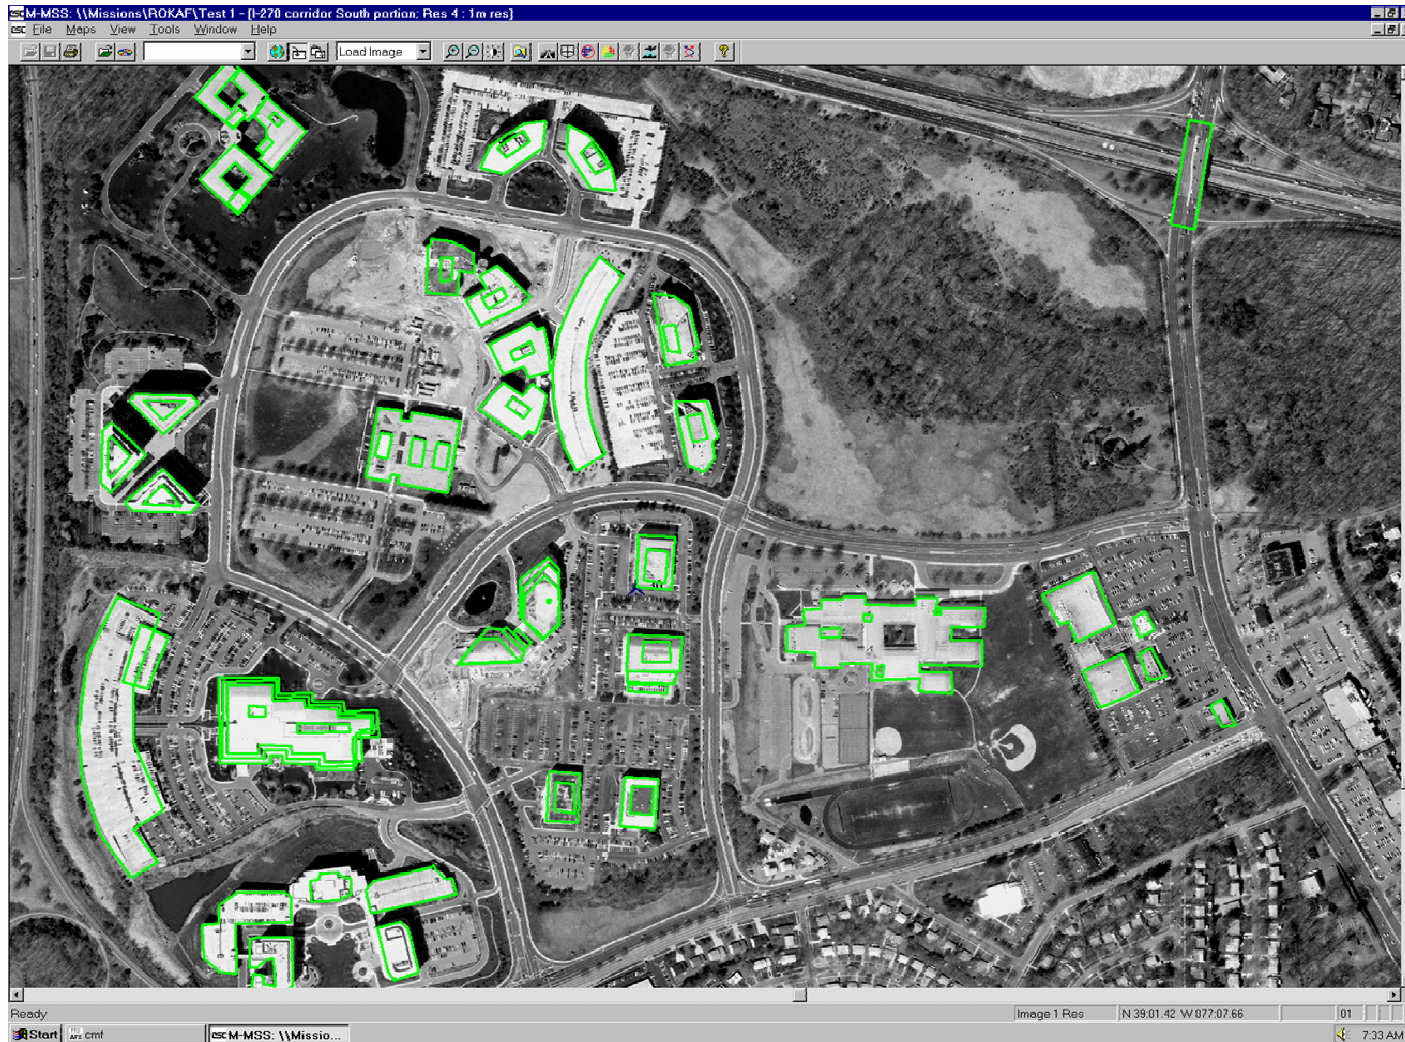 M-MSS: \\Missions\ROKAF\Test 1 - [I-270 corridor South portion; Res 4 : 1m res]
File Maps View Tools Window Help
Load Image
Ready
Image 1 Res
N 39:01.42 W 077:07.66
01
Start
cmf
M-MSS: \\Missio...
7:33 AM